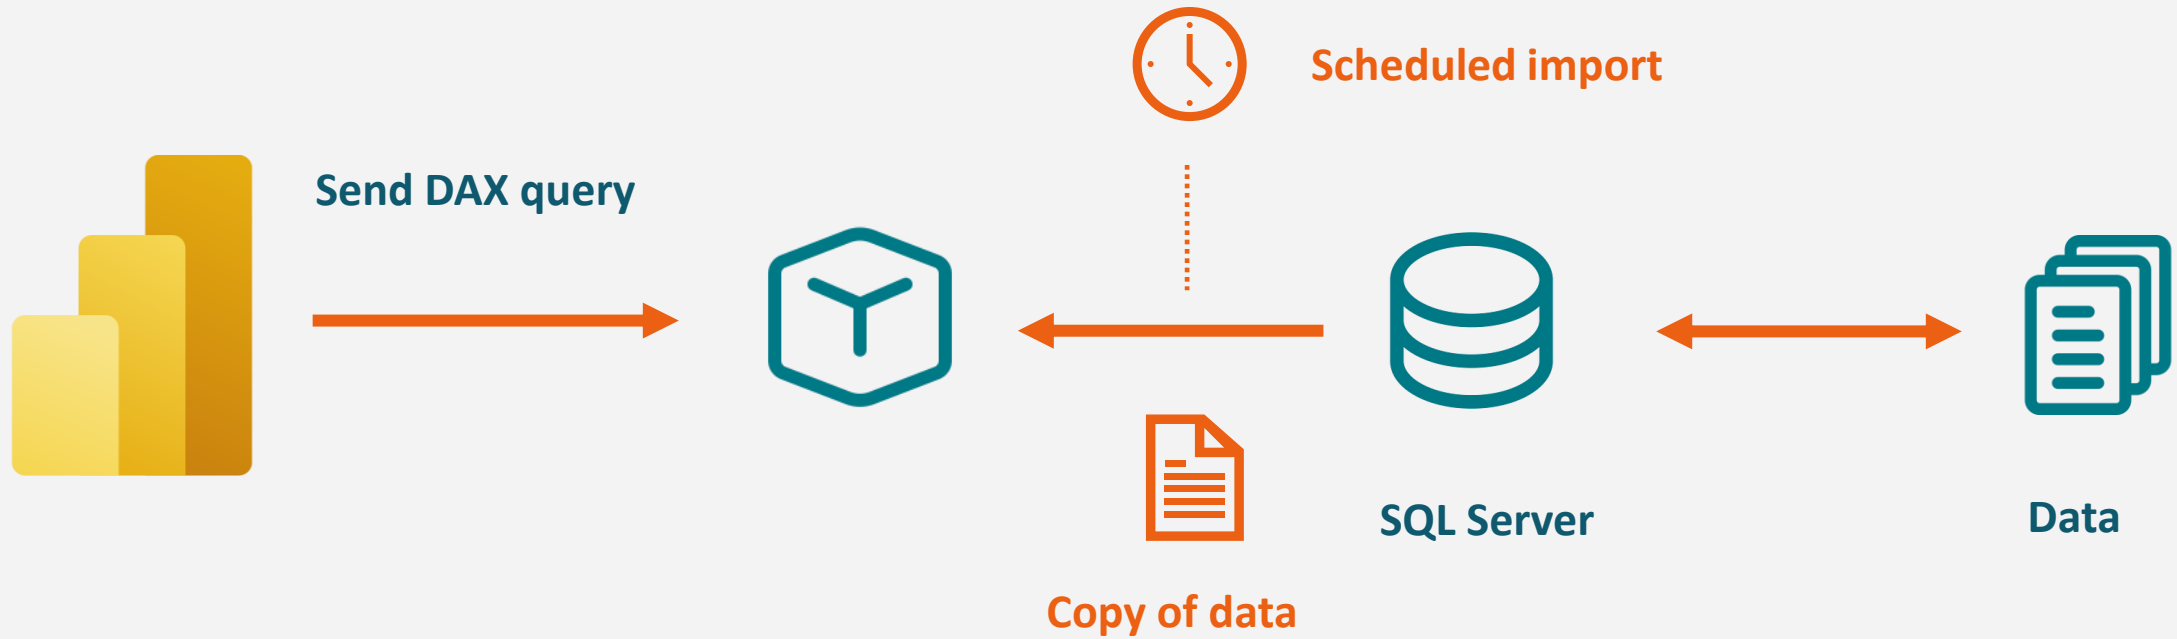 Scheduled import
Send DAX query
SQL Server
Data
Copy of data